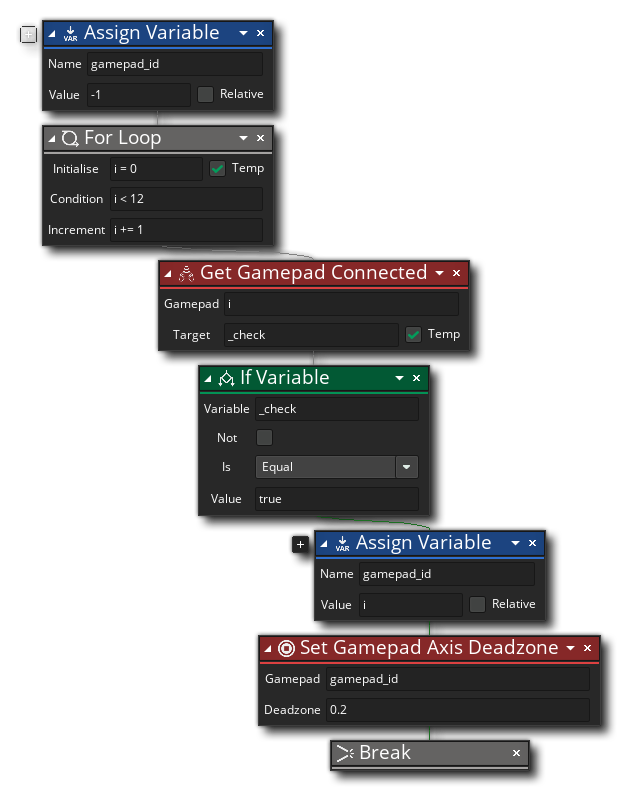 Assign Variable
Name gamepad_id
Value -1 Relative
For Loop
Initialise i = 0 Temp
Condition i < 12
Increment i += 1
Get Gamepad Connected
Gamepad i
Target _check Temp
If Variable
Variable _check
Not
Is Equal
Value true
Assign Variable
Name gamepad_id
Value i Relative
Set Gamepad Axis Deadzone
Gamepad gamepad_id
Deadzone 0.2
Break